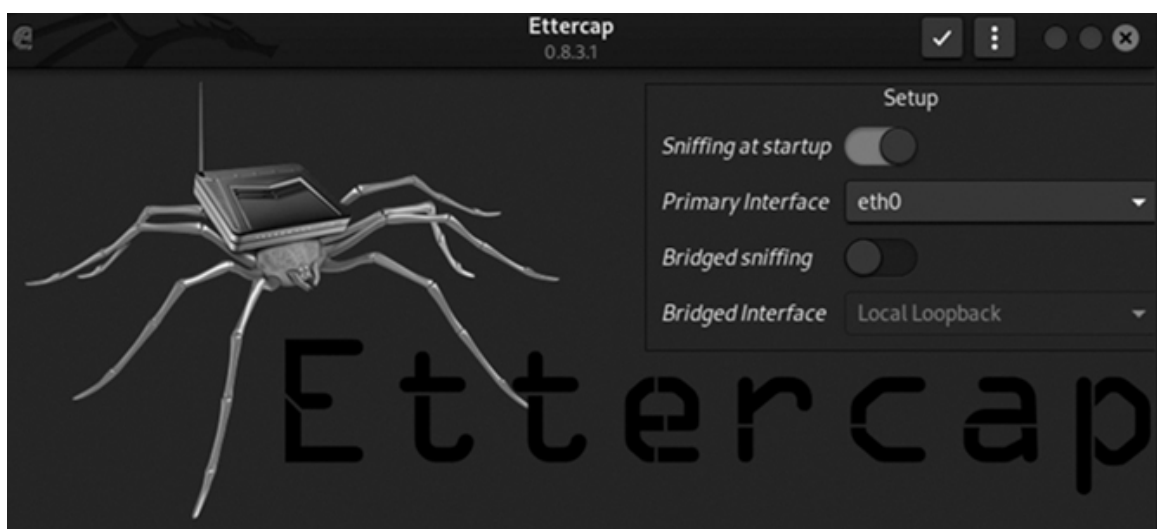 Ettercap
0.8.3.1
Setup
Sniffing at startup
Primary Interface eth0
Bridged sniffing
Bridged Interface Local Loopback
Ettercap